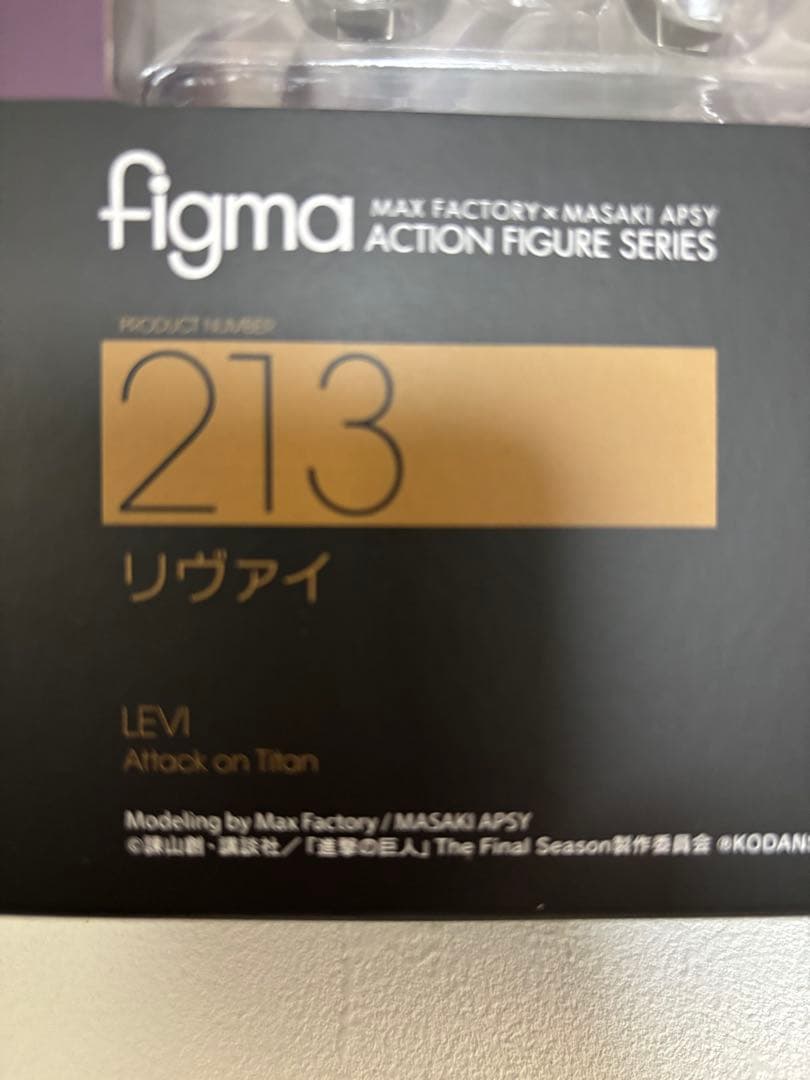 figma
MAX FACTORY×MASAKI APSY
ACTION FIGURE SERIES
PRODUCT NUMBER
213
リヴァイ
LEVI
Attack on Titan
Modeling by Max Factory / MASAKI APSY
©諫山創・講談社／「進撃の巨人」The Final Season製作委員会 ®KODANS